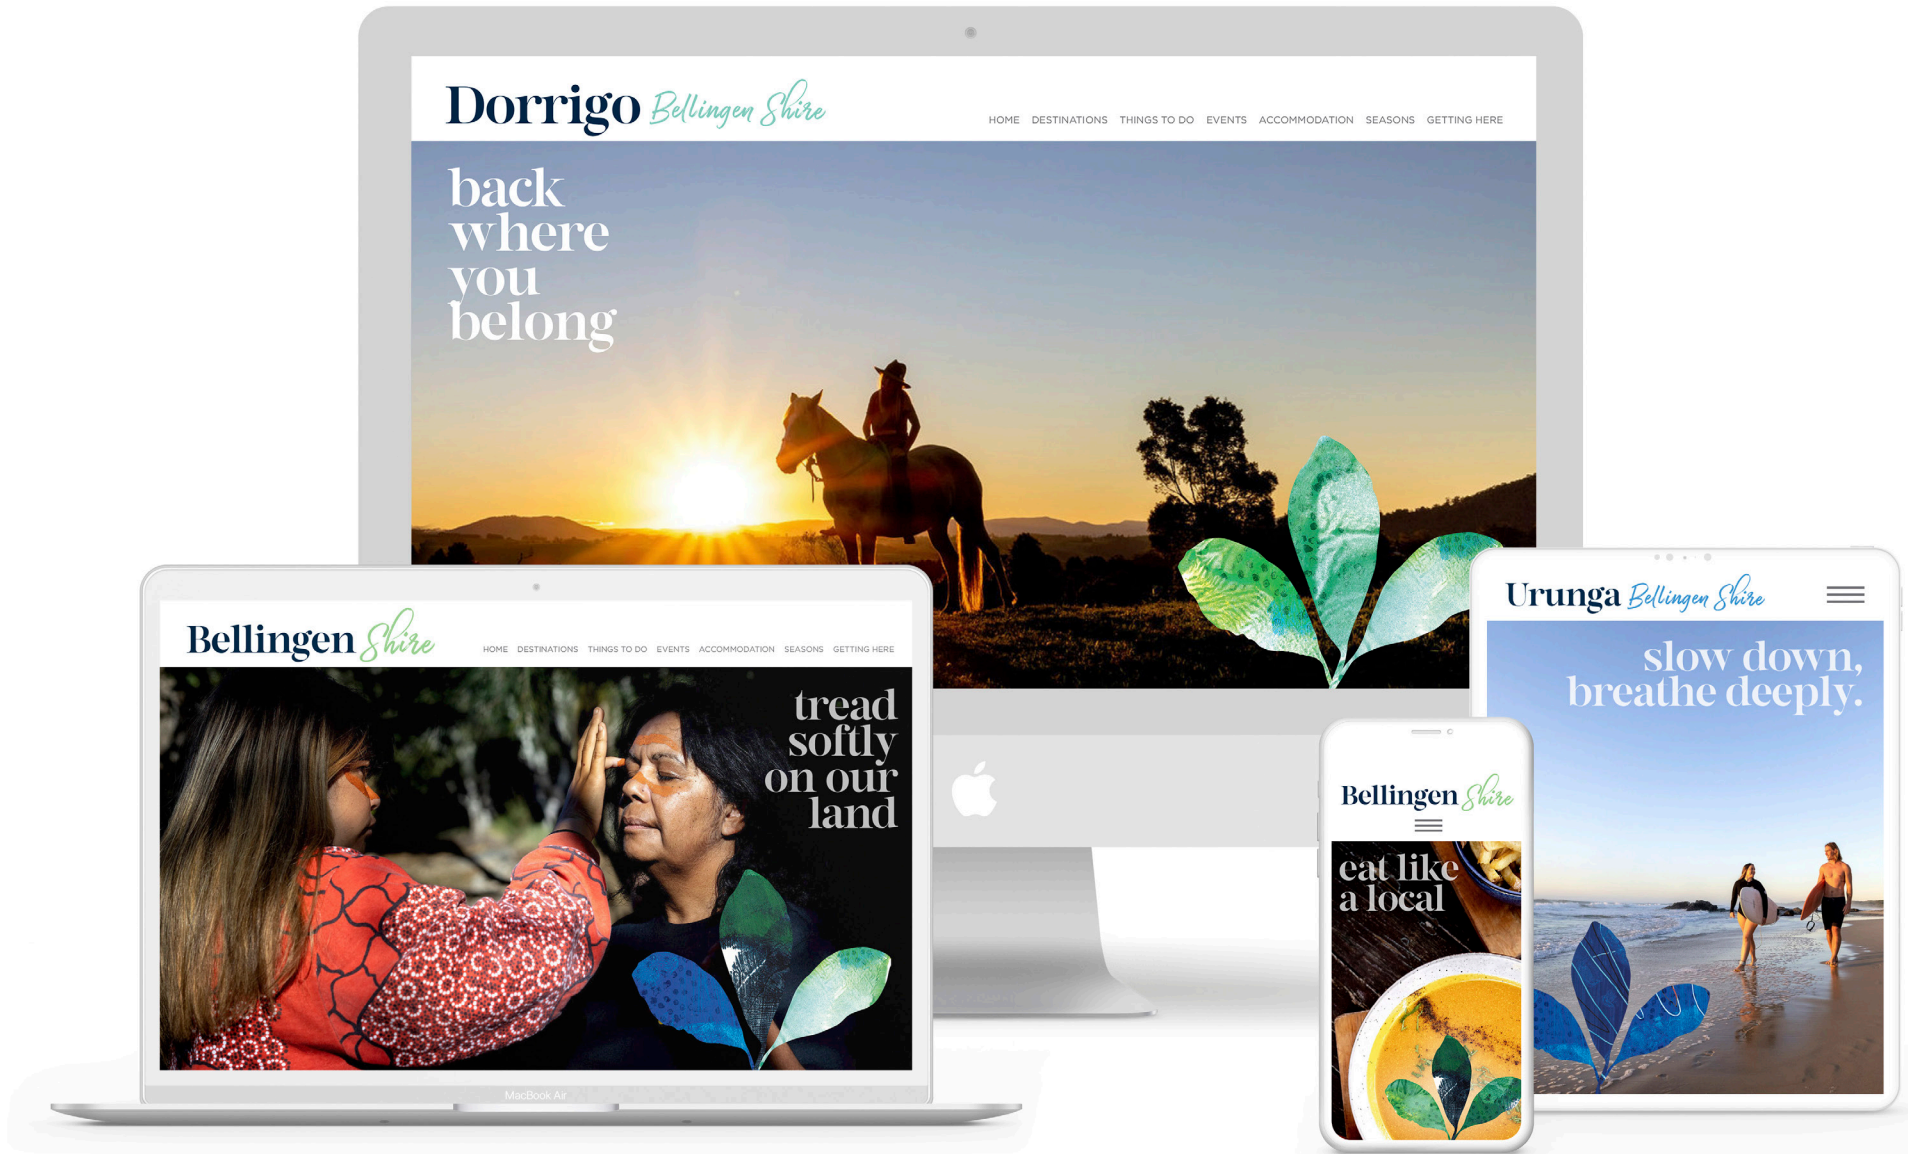 Dorrigo Bellingen Shire
HOME DESTINATIONS THINGS TO DO EVENTS ACCOMMODATION SEASONS GETTING HERE
back
where
you
belong
Bellingen Shire
HOME DESTINATIONS THINGS TO DO EVENTS ACCOMMODATION SEASONS GETTING HERE
tread
softly
on our
land
MacBook Air
Bellingen Shire
eat like
a local
Urunga Bellingen Shire
slow down,
breathe deeply.